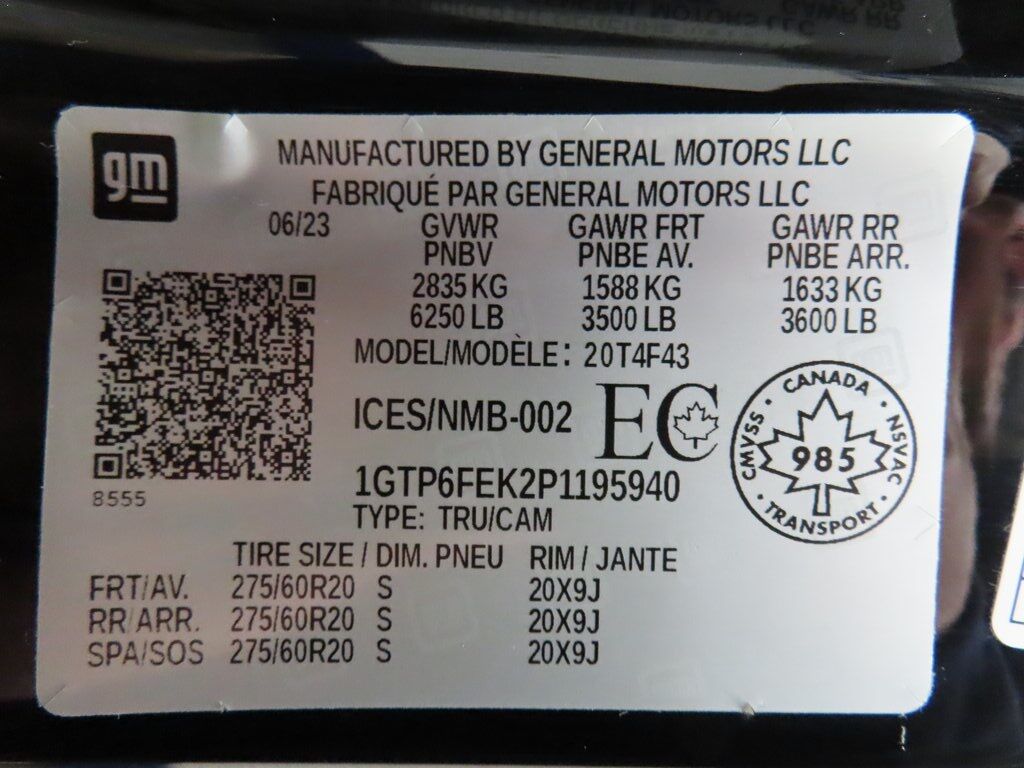 gm
MANUFACTURED BY GENERAL MOTORS LLC
FABRIQUÉ PAR GENERAL MOTORS LLC
06/23 GVWR GAWR FRT GAWR RR
PNBV PNBE AV. PNBE ARR.
2835 KG 1588 KG 1633 KG
6250 LB 3500 LB 3600 LB
MODEL/MODÈLE: 20T4F43
ICES/NMB-002 EC
CANADA
CMVSS 985 NSVAC
TRANSPORT
8555
1GTP6FEK2P1195940
TYPE: TRU/CAM
TIRE SIZE / DIM. PNEU RIM / JANTE
FRT/AV. 275/60R20 S 20X9J
RR/ARR. 275/60R20 S 20X9J
SPA/SOS 275/60R20 S 20X9J